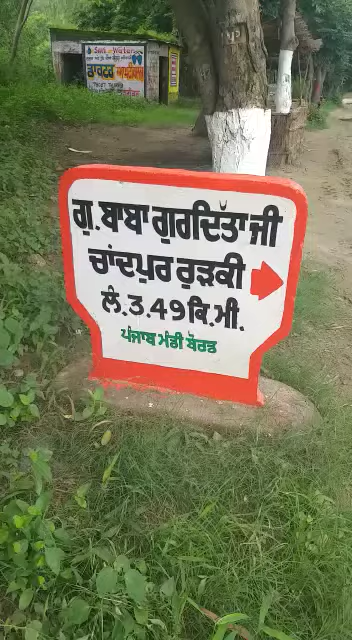 ਗੁ. ਬਾਬਾ ਗੁਰਦਿੱਤਾ ਜੀ
ਚਾਂਦਪੁਰ ਰੁੜਕੀ
ਲੰ. 3.49 ਕਿ.ਮੀ.
ਪੰਜਾਬ ਮੰਡੀ ਬੋਰਡ